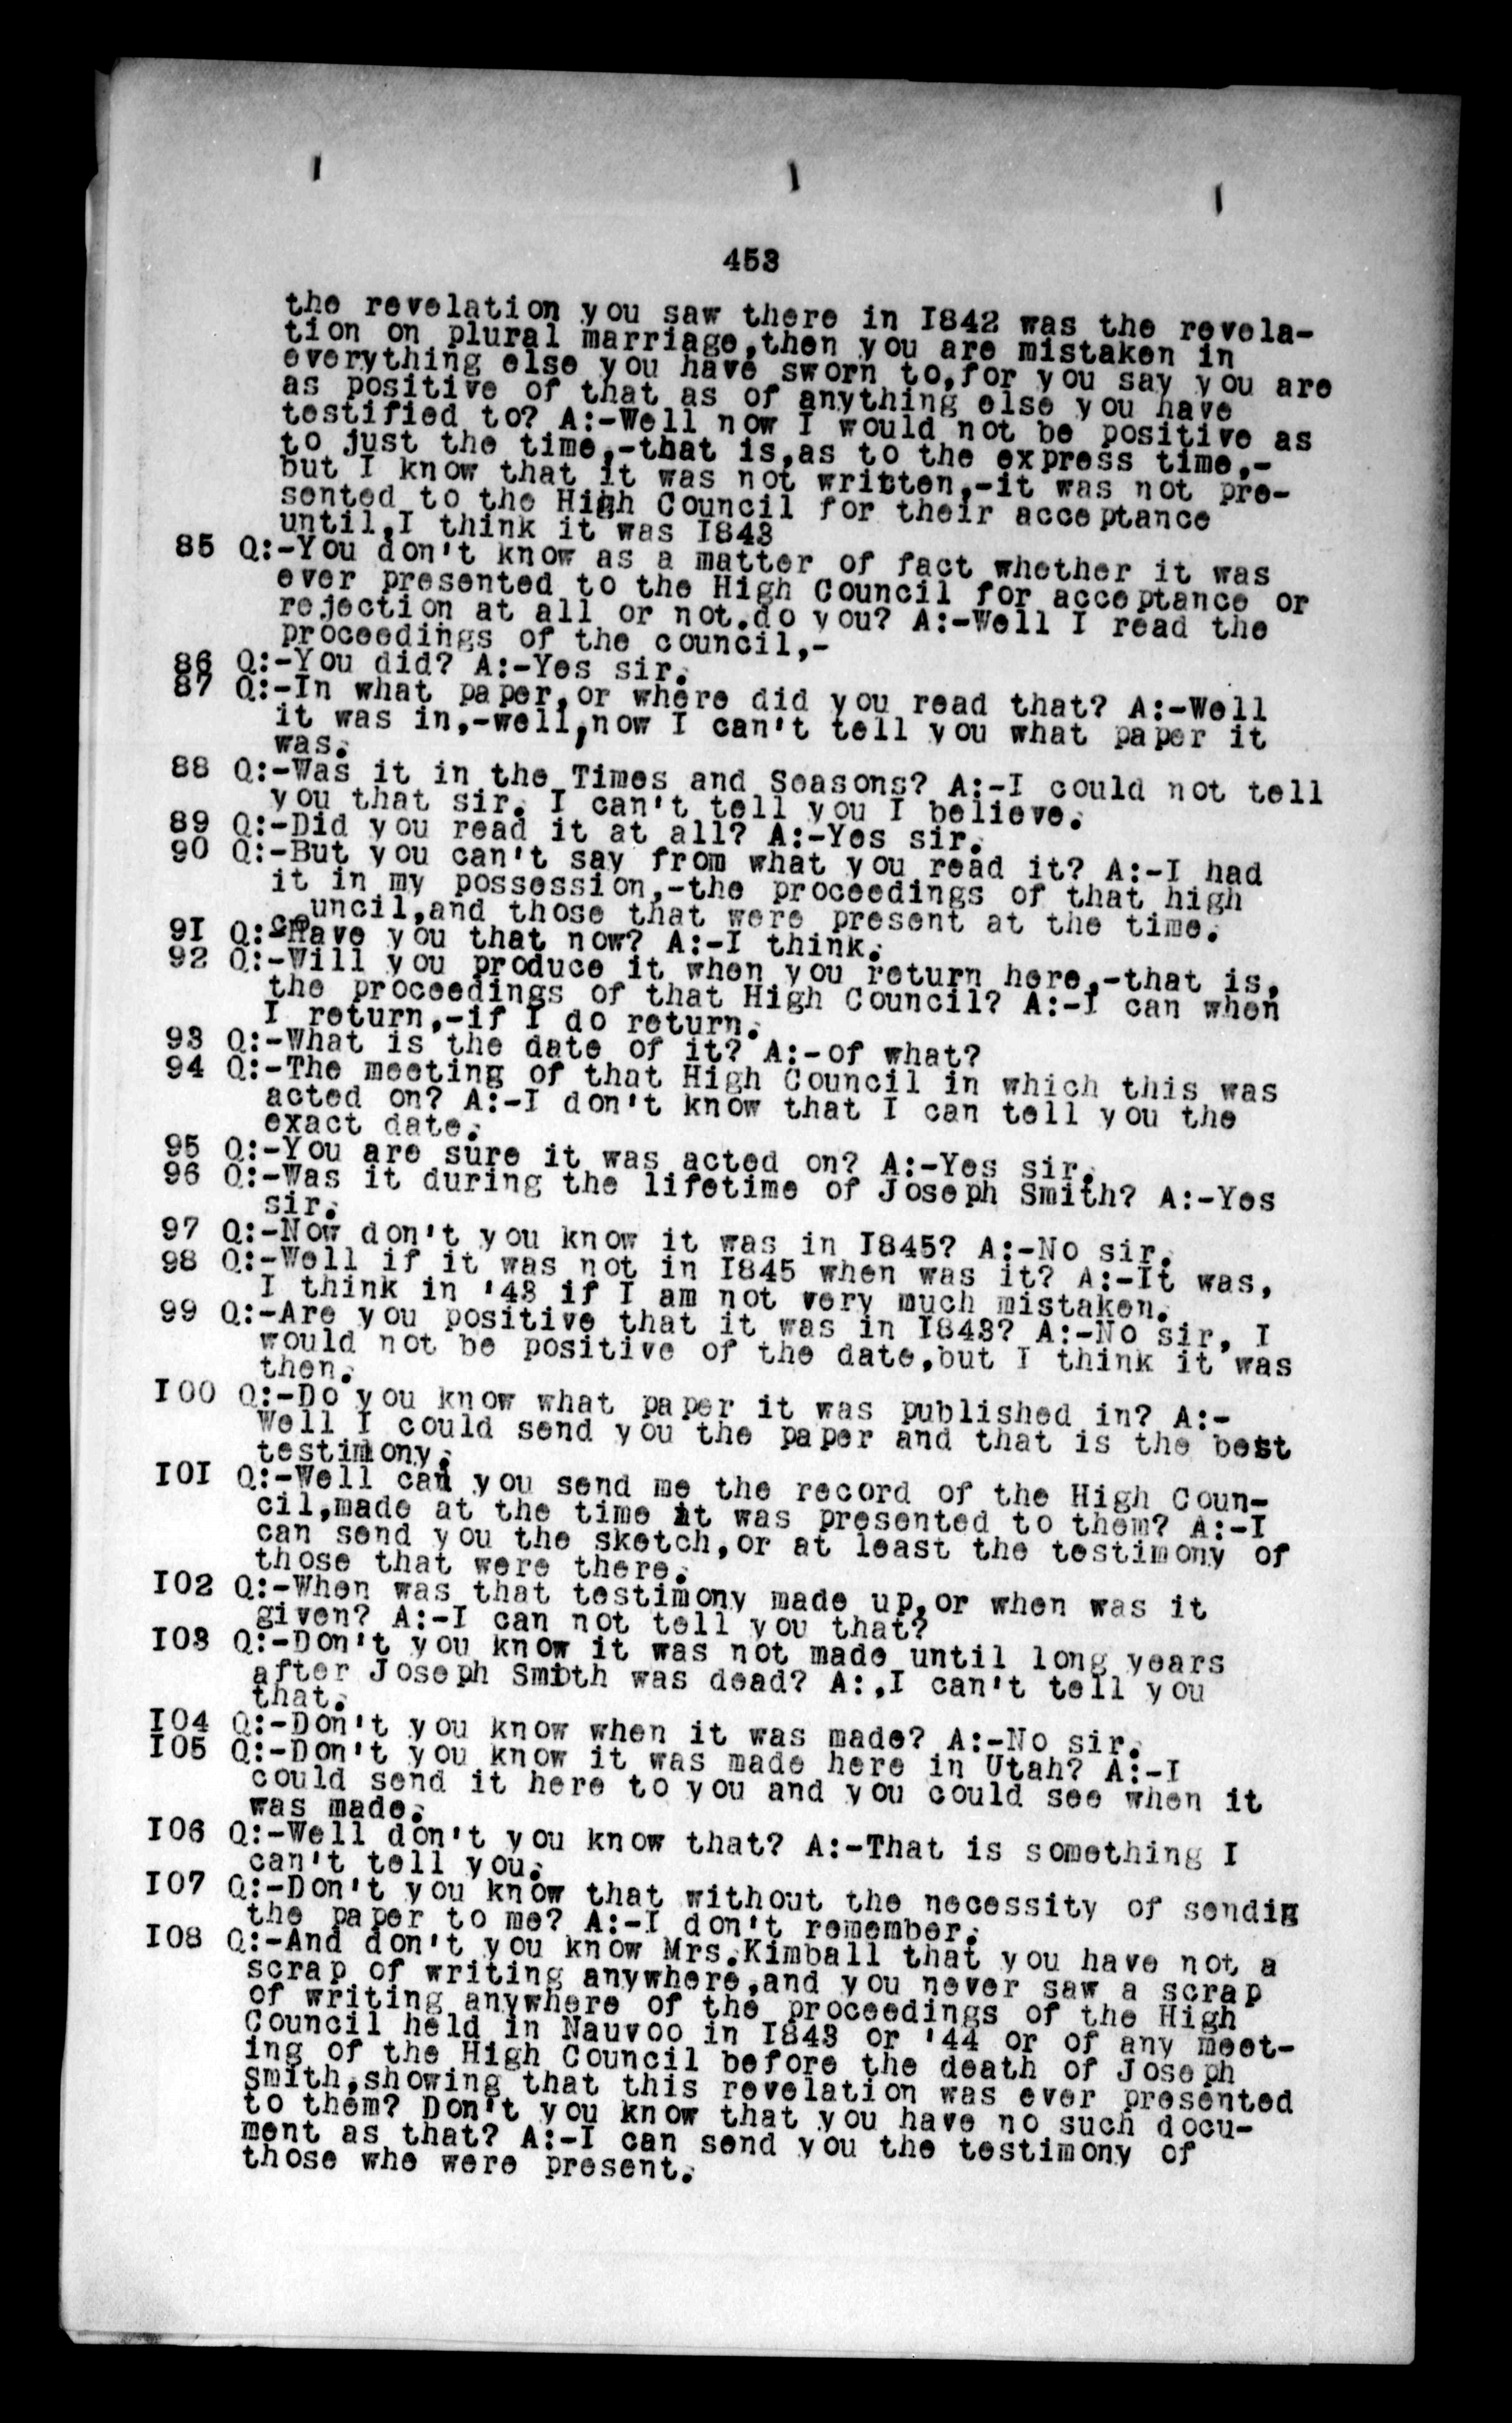 453
the revelation you saw there in I842 was the revela-
tion on plural marriage,then you are mistaken in
everything else you have sworn to,for you say you are
as positive of that as of anything else you have
testified to? A:-Well now I would not be positive as
to just the time,-that is,as to the express time,-
but I know that it was not written,-it was not pre-
sented to the High Council for their acceptance
until,I think it was I843
85 Q:-You don't know as a matter of fact whether it was
ever presented to the High Council for acceptance or
rejection at all or not.do you? A:-Well I read the
proceedings of the council,-
86 Q:-You did? A:-Yes sir.
87 Q:-In what paper,or where did you read that? A:-Well
it was in,-well,now I can't tell you what paper it
was.
88 Q:-Was it in the Times and Seasons? A:-I could not tell
you that sir. I can't tell you I believe.
89 Q:-Did you read it at all? A:-Yes sir.
90 Q:-But you can't say from what you read it? A:-I had
it in my possession,-the proceedings of that high
council,and those that were present at the time.
9I Q:-Have you that now? A:-I think.
92 Q:-Will you produce it when you return here,-that is,
the proceedings of that High Council? A:-I can when
I return,-if I do return.
93 Q:-What is the date of it? A:-of what?
94 Q:-The meeting of that High Council in which this was
acted on? A:-I don't know that I can tell you the
exact date.
95 Q:-You are sure it was acted on? A:-Yes sir.
96 Q:-Was it during the lifetime of Joseph Smith? A:-Yes
sir.
97 Q:-Now don't you know it was in I845? A:-No sir.
98 Q:-Well if it was not in I845 when was it? A:-It was,
I think in '43 if I am not very much mistaken.
99 Q:-Are you positive that it was in I843? A:-No sir, I
would not be positive of the date,but I think it was
then.
I00 Q:-Do you know what paper it was published in? A:-
Well I could send you the paper and that is the best
testimony.
I0I Q:-Well can you send me the record of the High Coun-
cil,made at the time it was presented to them? A:-I
can send you the sketch,or at least the testimony of
those that were there.
I02 Q:-When was that testimony made up,or when was it
given? A:-I can not tell you that?
I03 Q:-Don't you know it was not made until long years
after Joseph Smith was dead? A:,I can't tell you
that.
I04 Q:-Don't you know when it was made? A:-No sir.
I05 Q:-Don't you know it was made here in Utah? A:-I
could send it here to you and you could see when it
was made.
I06 Q:-Well don't you know that? A:-That is something I
can't tell you.
I07 Q:-Don't you know that without the necessity of sendig
the paper to me? A:-I don't remember.
I08 Q:-And don't you know Mrs.Kimball that you have not a
scrap of writing anywhere,and you never saw a scrap
of writing anywhere of the proceedings of the High
Council held in Nauvoo in I843 or '44 or of any meet-
ing of the High Council before the death of Joseph
smith,showing that this revelation was ever presented
to them? Don't you know that you have no such docu-
ment as that? A:-I can send you the testimony of
those whe were present.